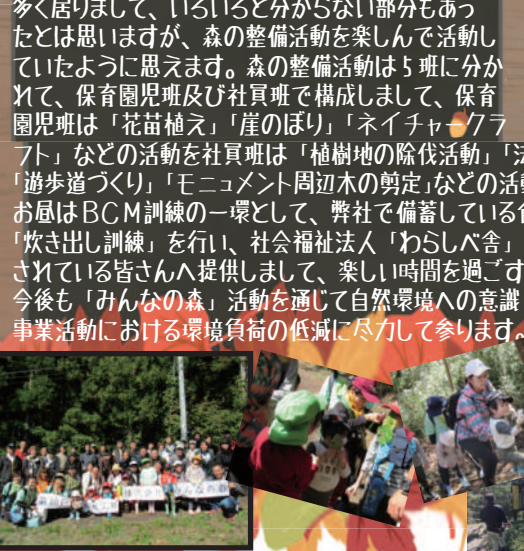 多く居りまして、いろいろと分からない部分もあっ
たとは思いますが、森の整備活動を楽しんで活動し
ていたように思えます。森の整備活動は５班に分か
れて、保育園児班及び社員班で構成しまして、保育
園児班は「花苗植え」「崖のぼり」「ネイチャークラ
フト」などの活動を社員班は「植樹地の除伐活動」「
「遊歩道づくり」「モニュメント周辺木の剪定」などの活動
お昼はＢＣＭ訓練の一環として、弊社で備蓄している
「炊き出し訓練」を行い、社会福祉法人「わらしべ舎」
されている皆さんへ提供しまして、楽しい時間を過ごす
今後も「みんなの森」活動を通じて自然環境への意識
事業活動における環境負荷の低減に尽力して参ります。